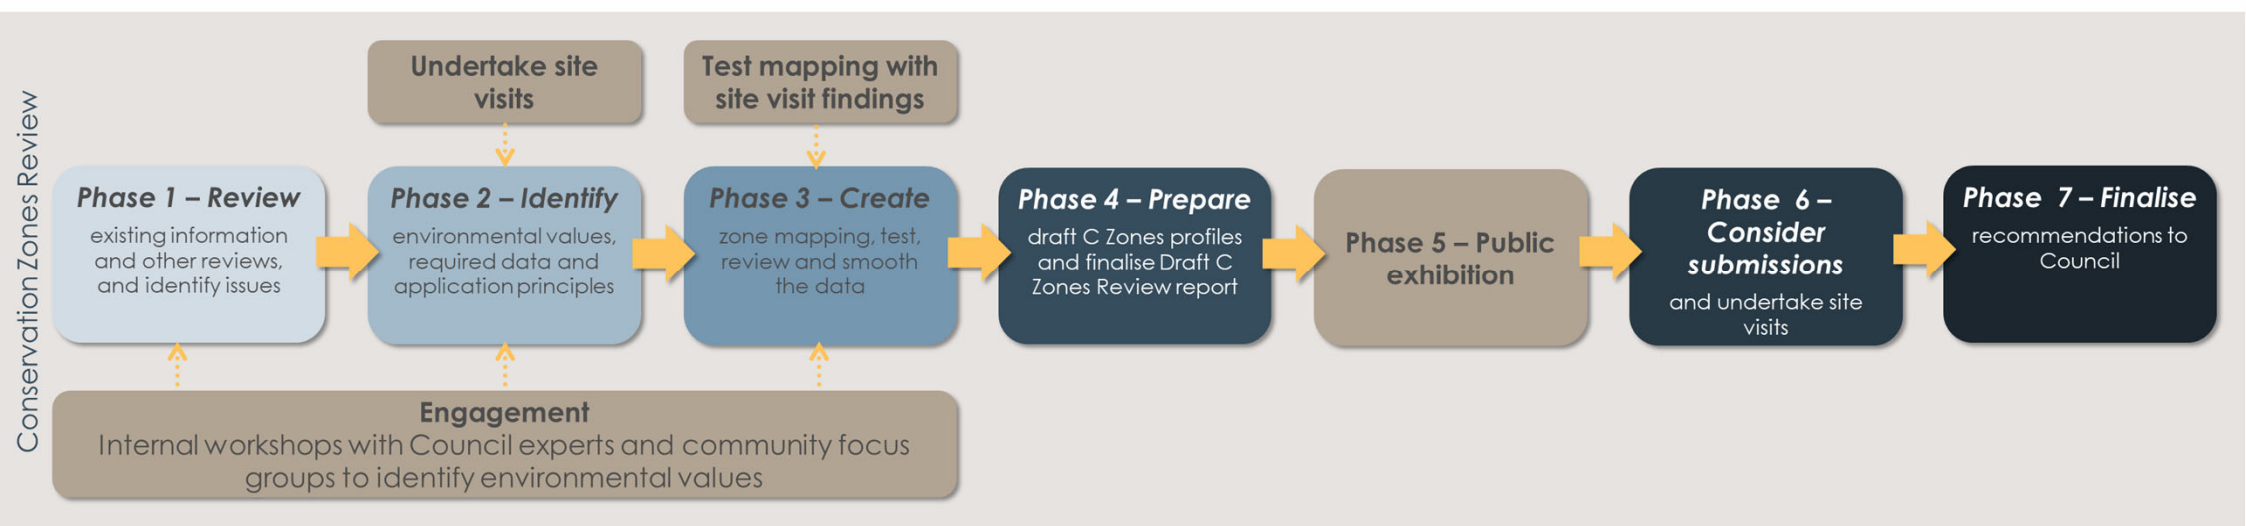 Conservation Zones Review
Undertake site
visits
Test mapping with
site visit findings
Phase 1 – Review
existing information
and other reviews,
and identify issues
Phase 2 – Identify
environmental values,
required data and
application principles
Phase 3 – Create
zone mapping, test,
review and smooth
the data
Phase 4 – Prepare
draft C Zones profiles
and finalise Draft C
Zones Review report
Phase 5 – Public
exhibition
Phase 6 –
Consider
submissions
and undertake site
visits
Phase 7 – Finalise
recommendations to
Council
Engagement
Internal workshops with Council experts and community focus
groups to identify environmental values